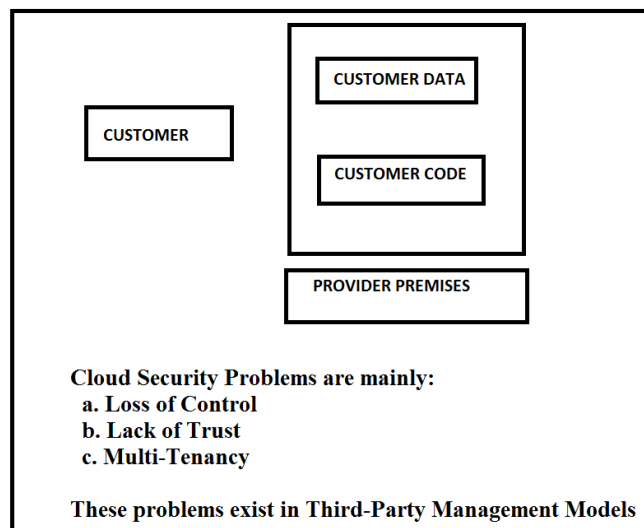 CUSTOMER DATA
CUSTOMER
CUSTOMER CODE
PROVIDER PREMISES
Cloud Security Problems are mainly:
a. Loss of Control
b. Lack of Trust
c. Multi-Tenancy
These problems exist in Third-Party Management Models